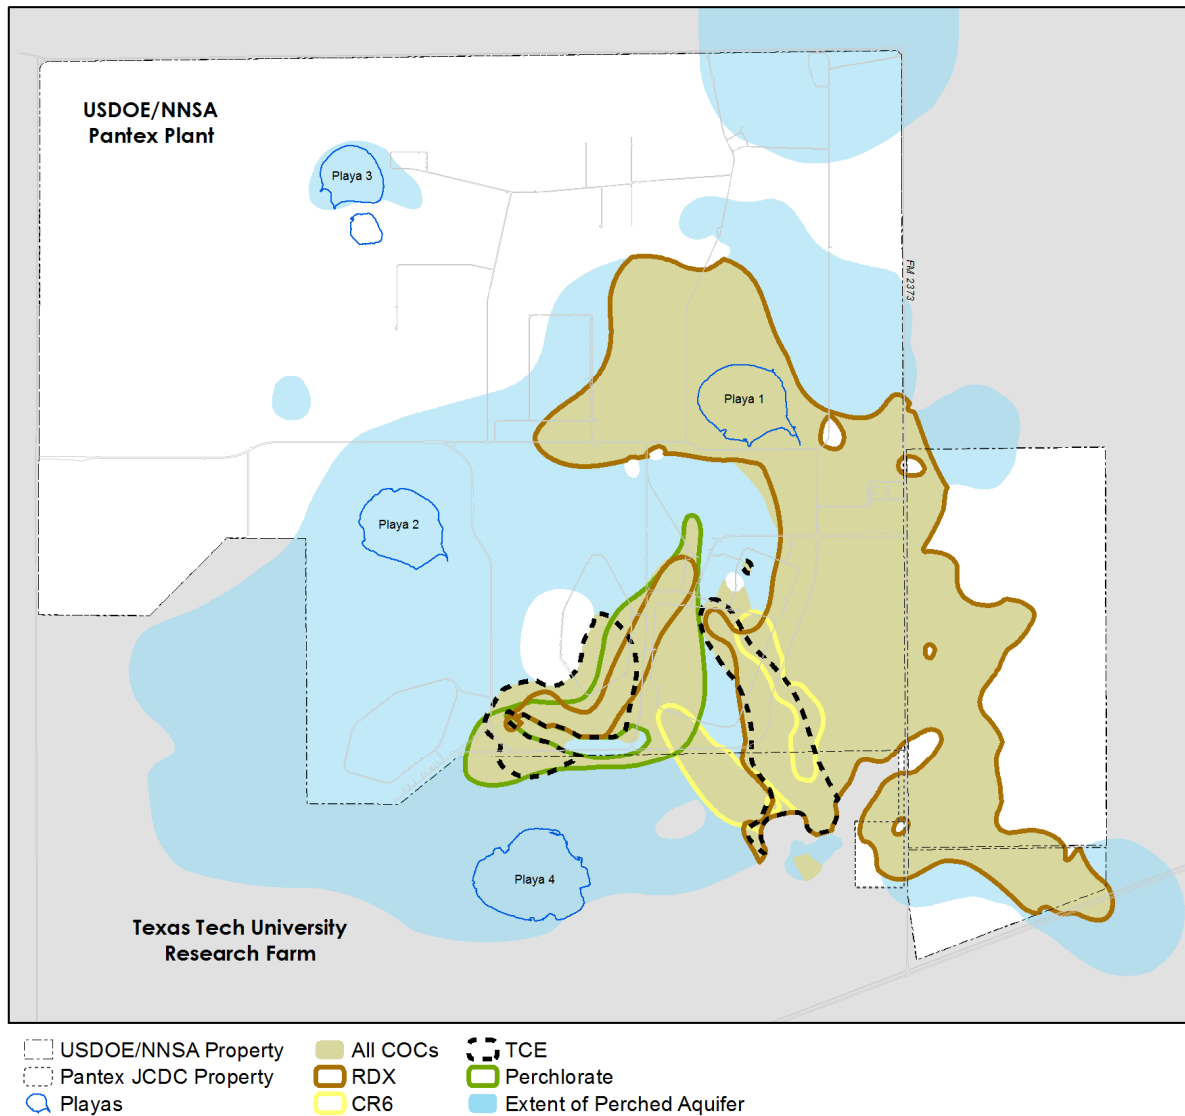 USDOE/NNSA
Pantex Plant
Playa 3
FM 2373
Playa 1
Playa 2
Playa 4
Texas Tech University
Research Farm
USDOE/NNSA Property
All COCs
TCE
Pantex JCDC Property
RDX
Perchlorate
Playas
CR6
Extent of Perched Aquifer